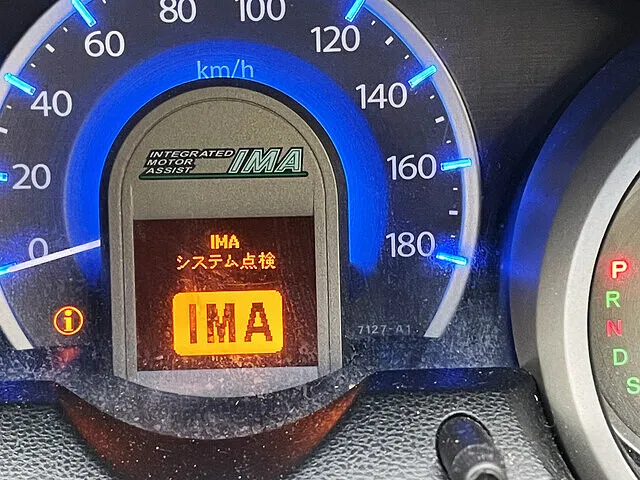 80 100
60 120
km/h
40 140
INTEGRATED
MOTOR
ASSIST
IMA
20 160
0 180
IMA
システム点検
IMA
i
7127-A1
P
R
N
D
S